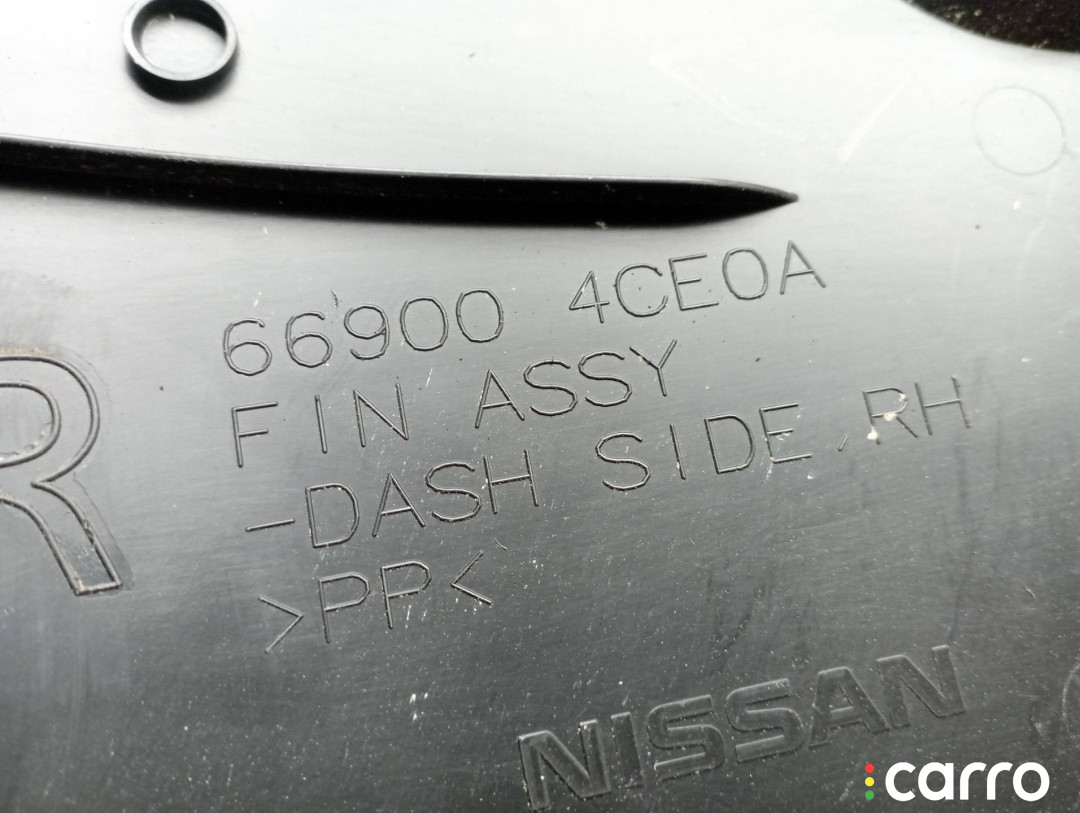 R
66900 4CE0A
FIN ASSY
-DASH SIDE,RH
>PP<
NISSAN
carro